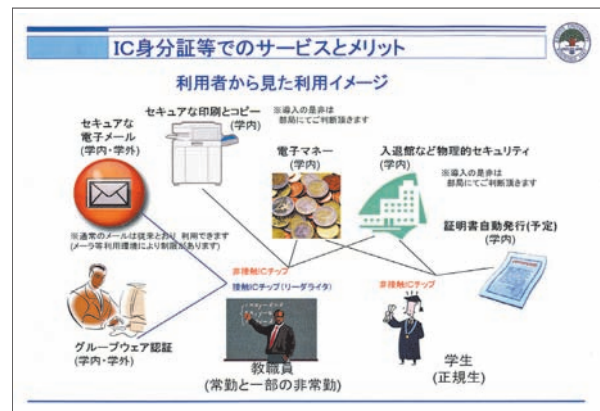 IC身分証等でのサービスとメリット
利用者から見た利用イメージ
セキュアな
電子メール
(学内・学外)
セキュアな印刷とコピー
(学内)
※導入の是非は
部局にてご判断頂きます
電子マネー
(学内)
入退館など物理的セキュリティ
(学内)
※導入の是非は
部局にてご判断頂きます
※通常のメールは従来どおり 利用できます
(メーラ等利用環境により制限があります)
証明書自動発行(予定)
(学内)
非接触ICチップ
接触ICチップ(リーダライタ)
非接触ICチップ
グループウェア認証
(学内・学外)
教職員
(常勤と一部の非常勤)
学生
(正規生)